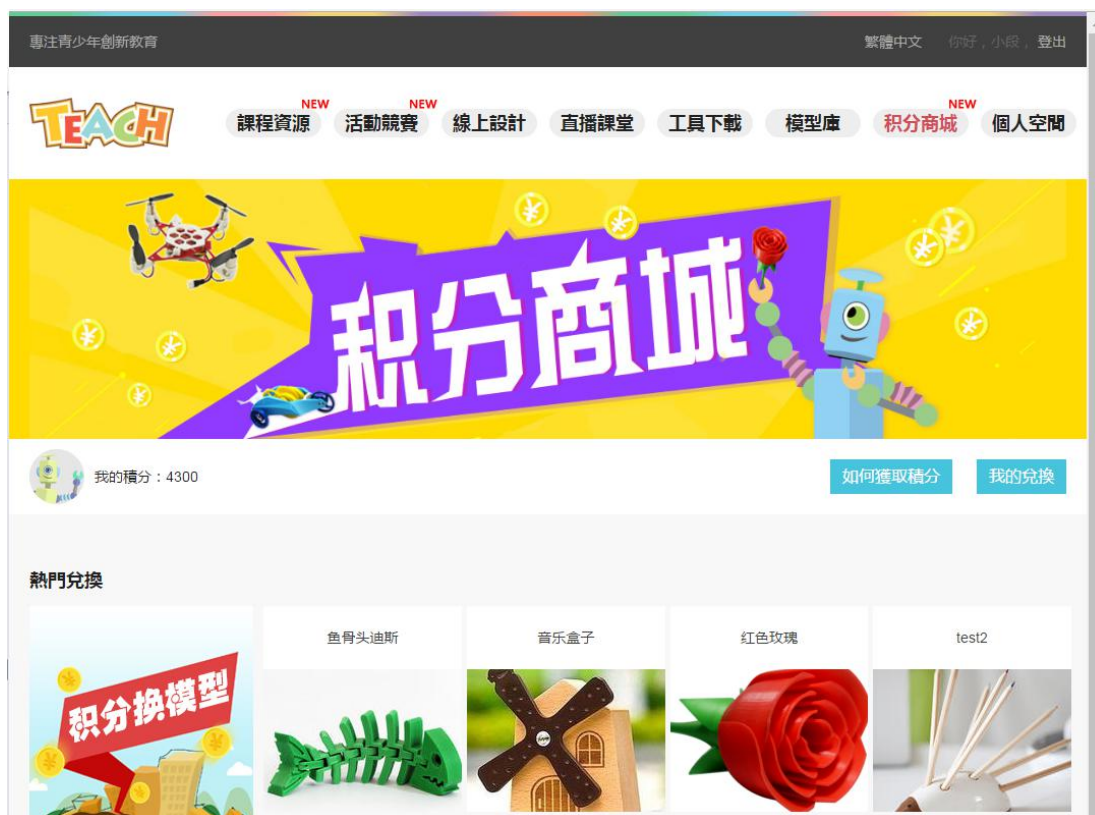 專注青少年創新教育
繁體中文 你好，小段，登出
TEACH
課程資源 NEW
活動競賽 NEW
線上設計
直播課堂
工具下載
模型庫
积分商城 NEW
個人空間
积分商城
我的積分：4300
如何獲取積分
我的兌換
熱門兌換
积分换模型
鱼骨头迪斯
音乐盒子
红色玫瑰
test2